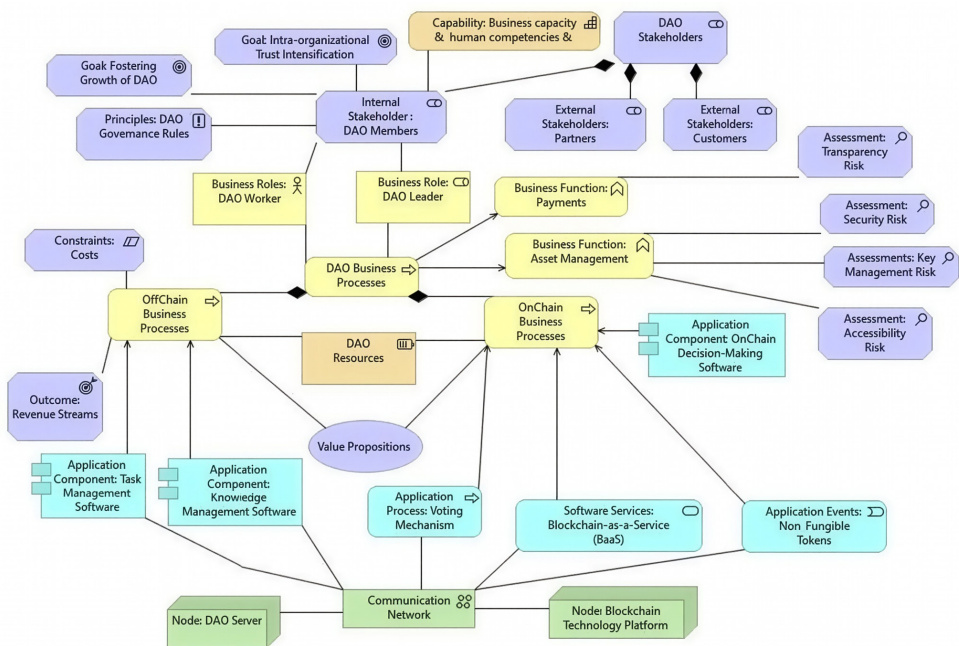 Goal: Intra-organizational
Trust Intensification
Capability: Business capacity
& human competencies &
DAO
Stakeholders
Goak Fostering
Growth of DAO
Principles: DAO
Govemance Rules
Internal
Stakeholder :
DAO Members
External
Stakeholders:
Partners
External
Stakeholders:
Customers
Assessment:
Transparency
Risk
Business Roles:
DAO Worker
Business Role:
DAO Leader
Business Function:
Payments
Assessment:
Security Risk
Constraints:
Costs
DAO Business
Processes
Business Function:
Asset Management
Assessments: Key
Management Risk
OffChain
Business
Processes
OnChain
Business
Processes
DAO
Resources
Application
Component: OnChain
Decision-Making
Software
Assessment:
Accessibility
Risk
Outcome:
Revenue Streams
Value Propositions
Application
Component: Task
Management
Software
Application
Component:
Knowledge
Management Software
Application
Process: Voting
Mechanism
Software Services:
Blockchain-as-a-Service
(BaaS)
Application Events:
Non Fungible
Tokens
Communication
Network
Node: DAO Server
Node: Blockchain
Technology Platform